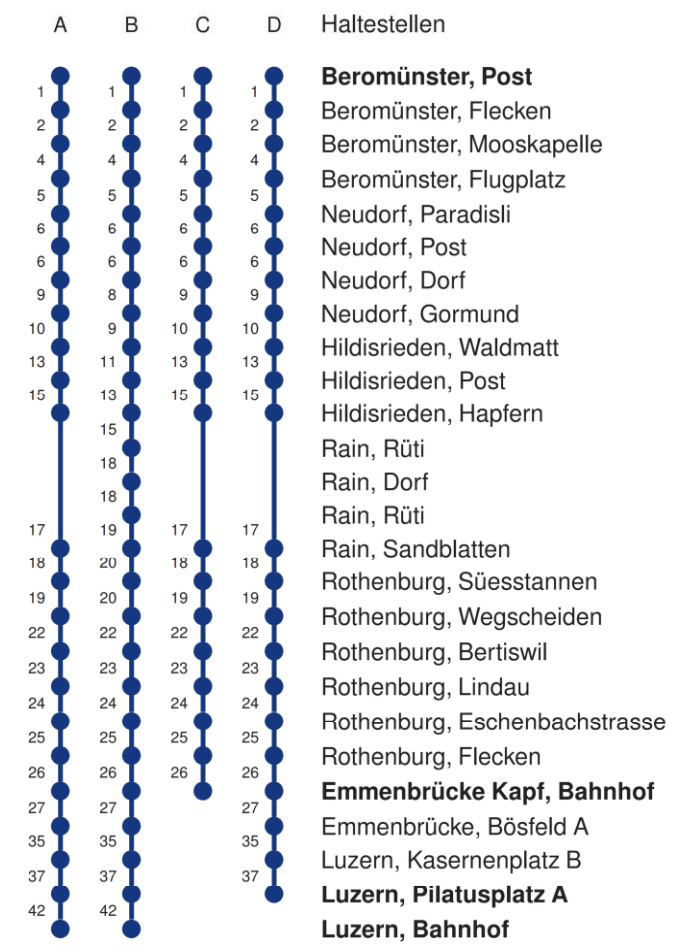 A B C D Haltestellen
Beromünster, Post
1 1 1 1
Beromünster, Flecken
2 2 2 2
Beromünster, Mooskapelle
4 4 4 4
Beromünster, Flugplatz
5 5 5 5
Neudorf, Paradisli
6 6 6 6
Neudorf, Post
6 6 6 6
Neudorf, Dorf
9 8 9 9
Neudorf, Gormund
10 9 10 10
Hildisrieden, Waldmatt
13 11 13 13
Hildisrieden, Post
15 13 15 15
Hildisrieden, Hapfern
15
Rain, Rüti
18
Rain, Dorf
18
Rain, Rüti
17 19 17 17
Rain, Sandblatten
18 20 18 18
Rothenburg, Süesstannen
19 20 19 19
Rothenburg, Wegscheiden
22 22 22 22
Rothenburg, Bertiswil
23 23 23 23
Rothenburg, Lindau
24 24 24 24
Rothenburg, Eschenbachstrasse
25 25 25 25
Rothenburg, Flecken
26 26 26 26
Emmenbrücke Kapf, Bahnhof
27 27 27
Emmenbrücke, Bösfeld A
35 35 35
Luzern, Kasernenplatz B
37 37 37
Luzern, Pilatusplatz A
42 42
Luzern, Bahnhof